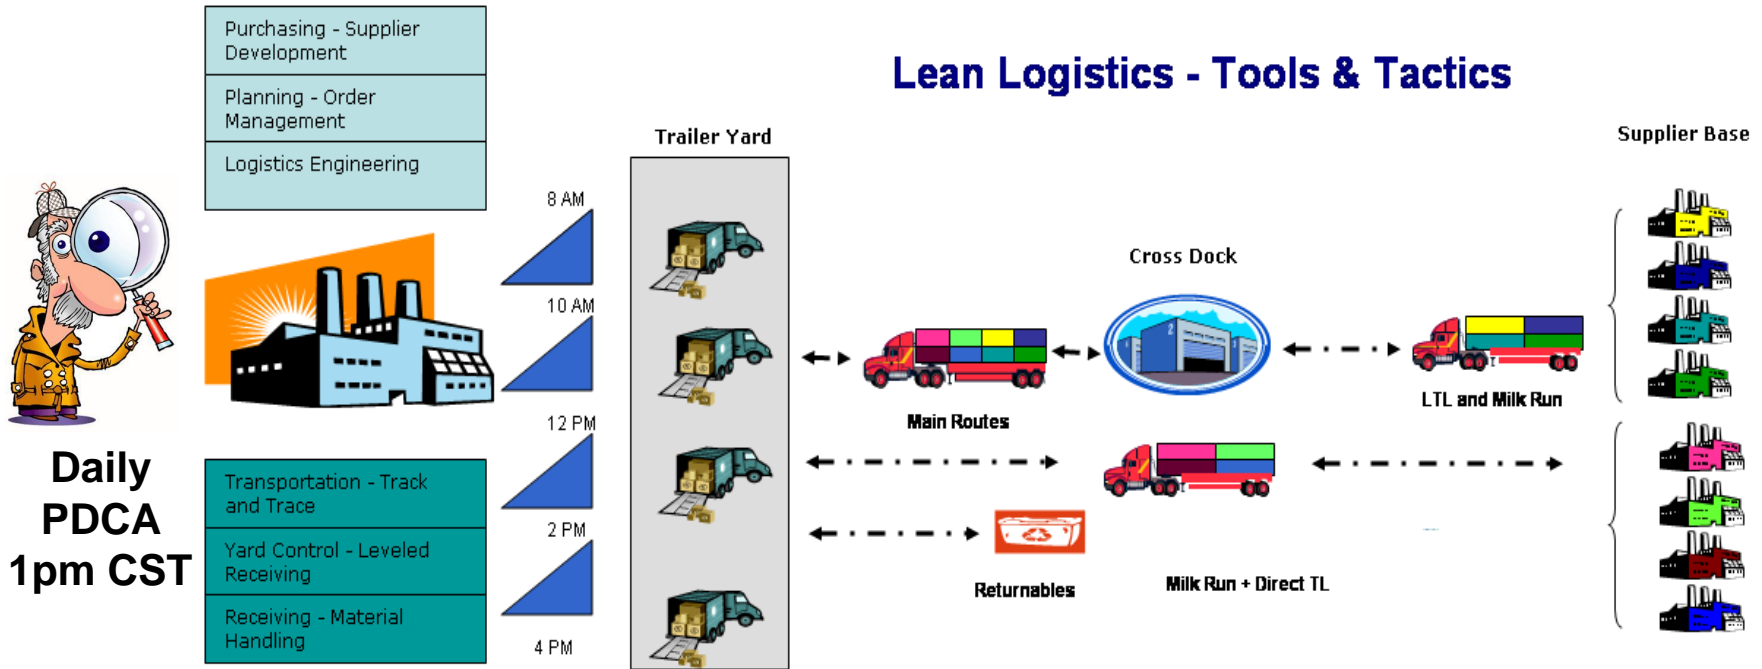 Lean Logistics - Tools & Tactics
Purchasing - Supplier
Development
Planning - Order
Management
Logistics Engineering
Daily
PDCA
1pm CST
Transportation - Track
and Trace
Yard Control - Leveled
Receiving
Receiving - Material
Handling
8 AM
10 AM
12 PM
2 PM
4 PM
Trailer Yard
Main Routes
Cross Dock
2
LTL and Milk Run
Returnables
Milk Run + Direct TL
Supplier Base